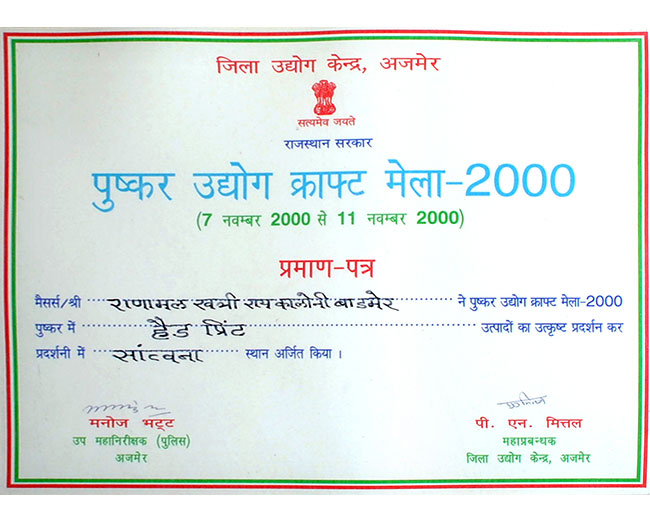 जिला उद्योग केन्द्र, अजमेर
सत्यमेव जयते
राजस्थान सरकार
पुष्कर उद्योग क्राफ्ट मेला-2000
(7 नवम्बर 2000 से 11 नवम्बर 2000)
प्रमाण-पत्र
मैसर्स/श्री राणामल खत्री राय कालोनी बाडमेर ने पुष्कर उद्योग क्राफ्ट मेला-2000
पुष्कर में हैड प्रिंट उत्पादों का उत्कृष्ट प्रदर्शन कर
प्रदर्शनी में सांत्वना स्थान अर्जित किया ।
मनोज भट्ट
उप महानिरीक्षक (पुलिस)
अजमेर
पी. एन. मित्तल
महाप्रबन्धक
जिला उद्योग केन्द्र, अजमेर